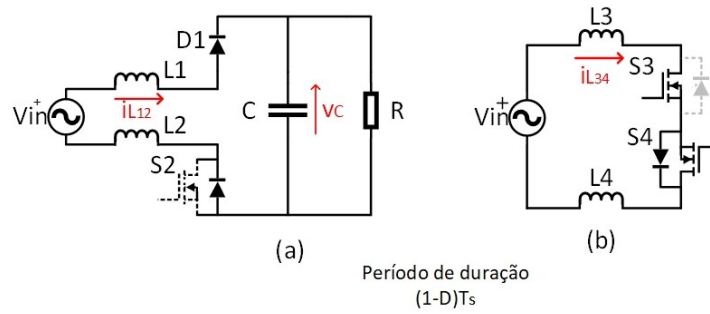 D1
L1
Vin
+
iL12
L2
S2
C
vc
R
(a)
L3
iL34
S3
Vin
+
S4
L4
(b)
Período de duração
(1-D)Ts